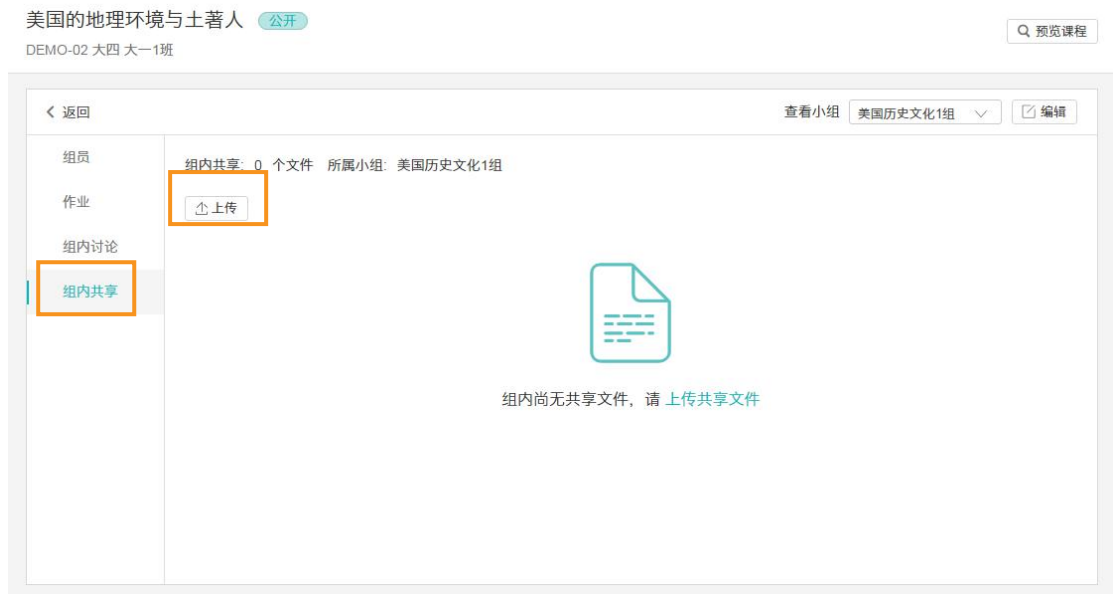 美国的地理环境与土著人 公开
预览课程
DEMO-02 大四 大一1班
返回
查看小组 美国历史文化1组 编辑
组员
作业
组内讨论
组内共享
组内共享: 0 个文件 所属小组: 美国历史文化1组
上传
组内尚无共享文件, 请 上传共享文件